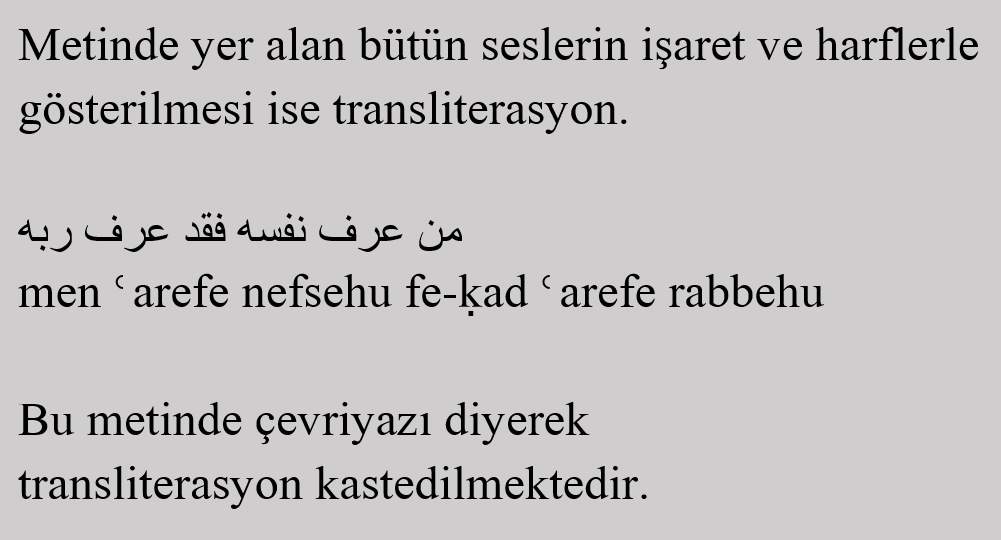 Metinde yer alan bütün seslerin işaret ve harflerle
gösterilmesi ise transliterasyon.
من عرف نفسه فقد عرف ربه
men ʿarefe nefsehu fe-ḳad ʿarefe rabbehu
Bu metinde çevriyazı diyerek
transliterasyon kastedilmektedir.